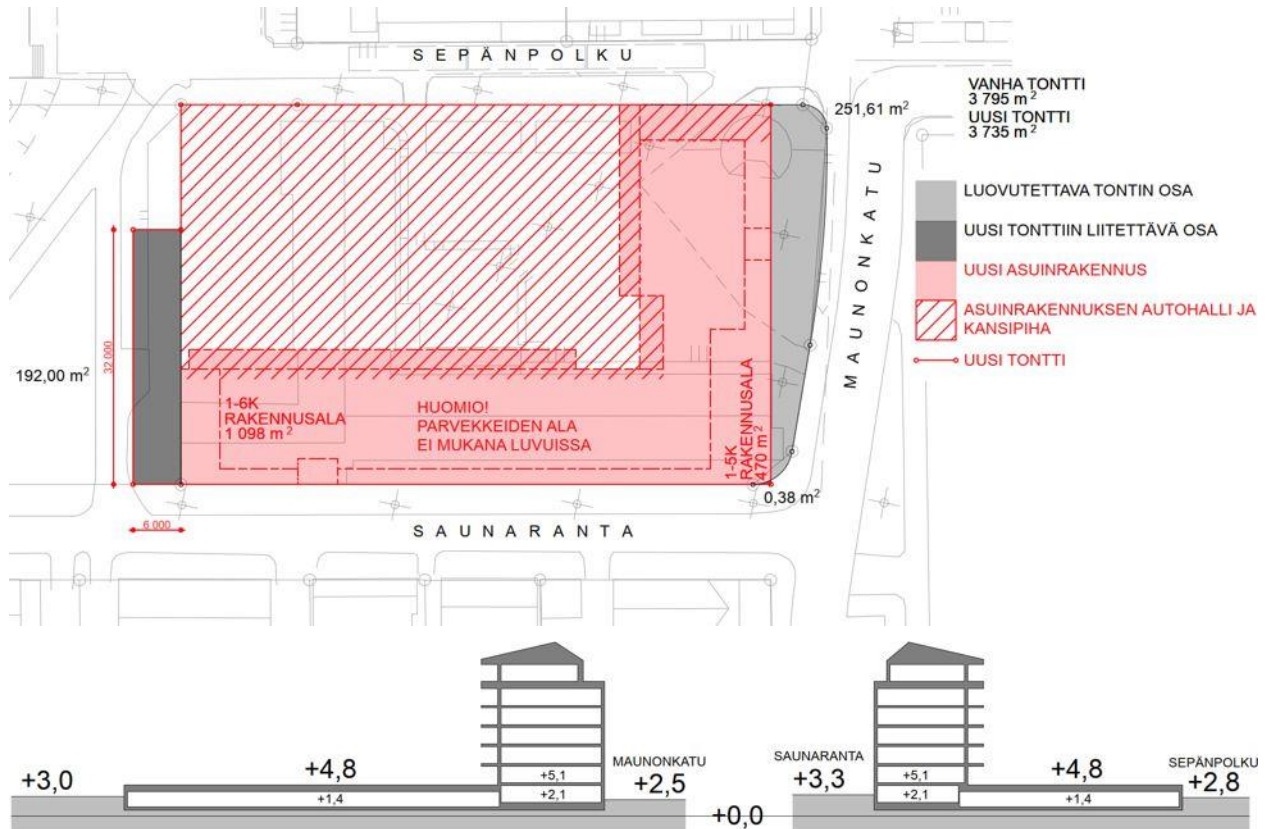 SEPÄNPOLKU
251,61 m²
VANHA TONTTI
3 795 m²
UUSI TONTTI
3 735 m²
MAUNONKATU
LUOVUTETTAVA TONTIN OSA
UUSI TONTTIIN LIITETTÄVÄ OSA
UUSI ASUINRAKENNUS
ASUINRAKENNUKSEN AUTOHALLI JA
KANSIPIHA
UUSI TONTTI
32 000
192,00 m²
1-6K
RAKENNUSALA
1 098 m²
HUOMIO!
PARVEKKEIDEN ALA
EI MUKANA LUVUISSA
1-5K
RAKENNUSALA
470 m²
0,38 m²
6 000
SAUNARANTA
+3,0
+4,8
+1,4
+5,1
+2,1
MAUNONKATU
+2,5
+0,0
SAUNARANTA
+3,3
+5,1
+2,1
+4,8
+1,4
SEPÄNPOLKU
+2,8